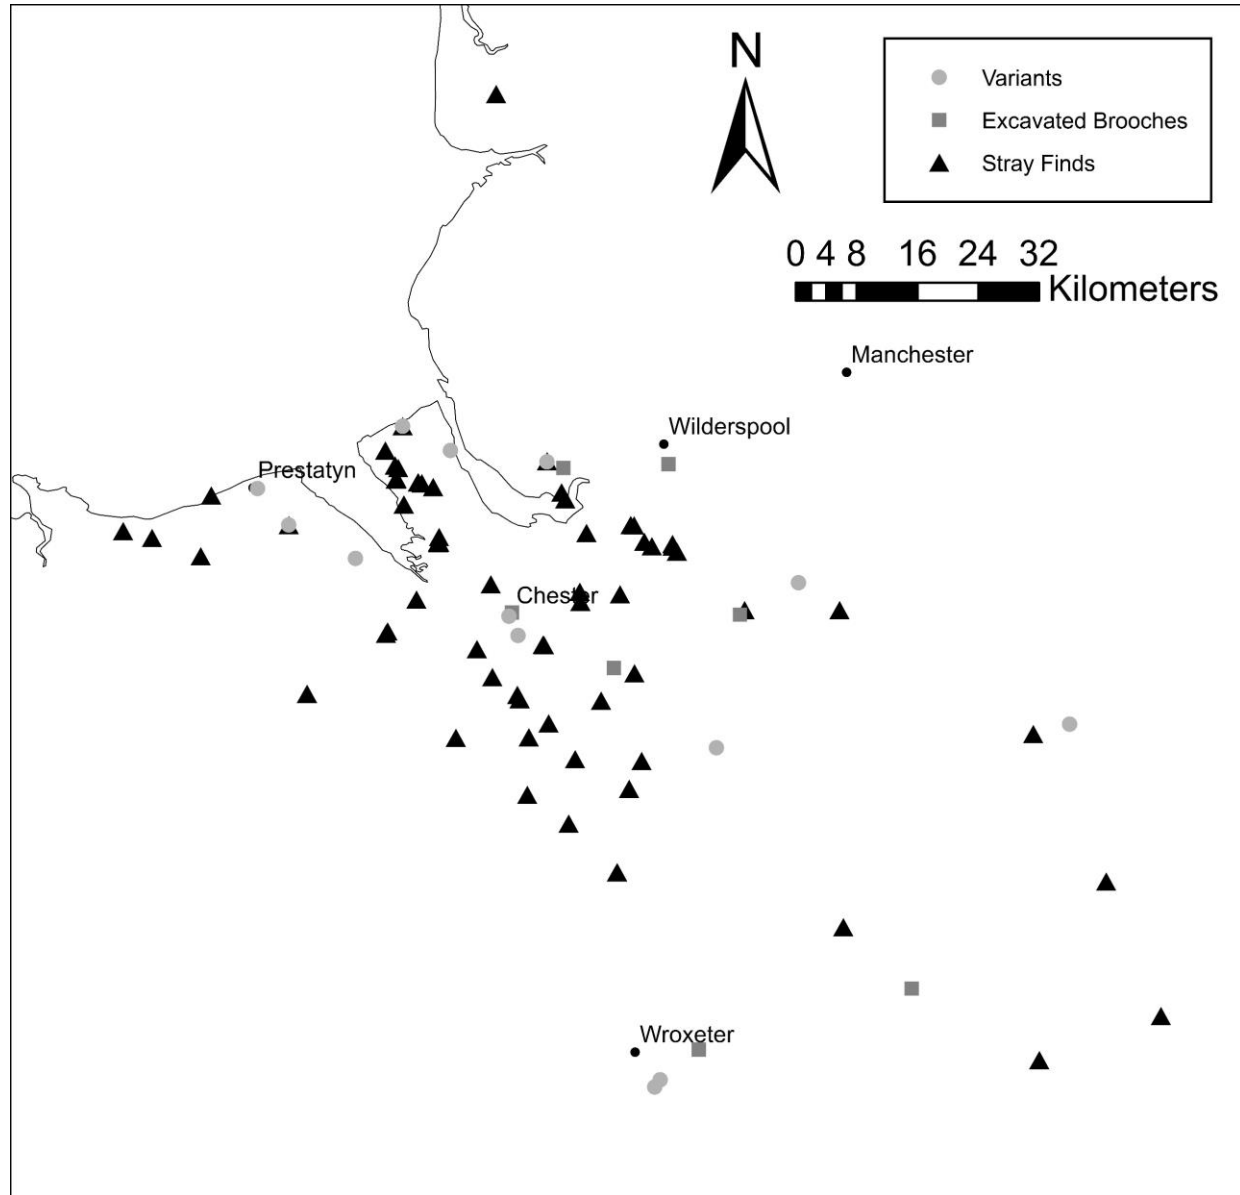 N
Variants
Excavated Brooches
Stray Finds
0 4 8 16 24 32
Kilometers
Manchester
Wilderspool
Prestatyn
Chester
Wroxeter